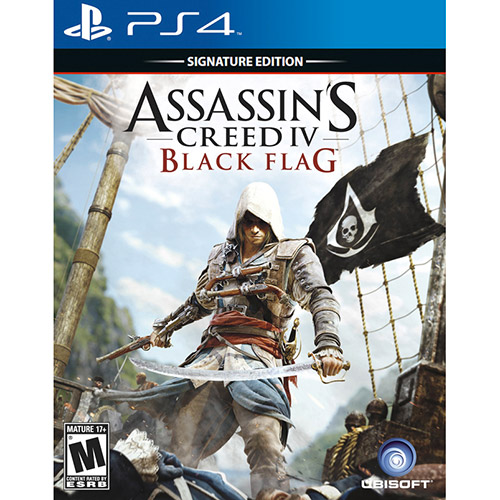 PS4
SIGNATURE EDITION
ASSASSIN'S
CREED IV
BLACK FLAG
MATURE 17+
M
CONTENT RATED BY
ESRB
UBISOFT